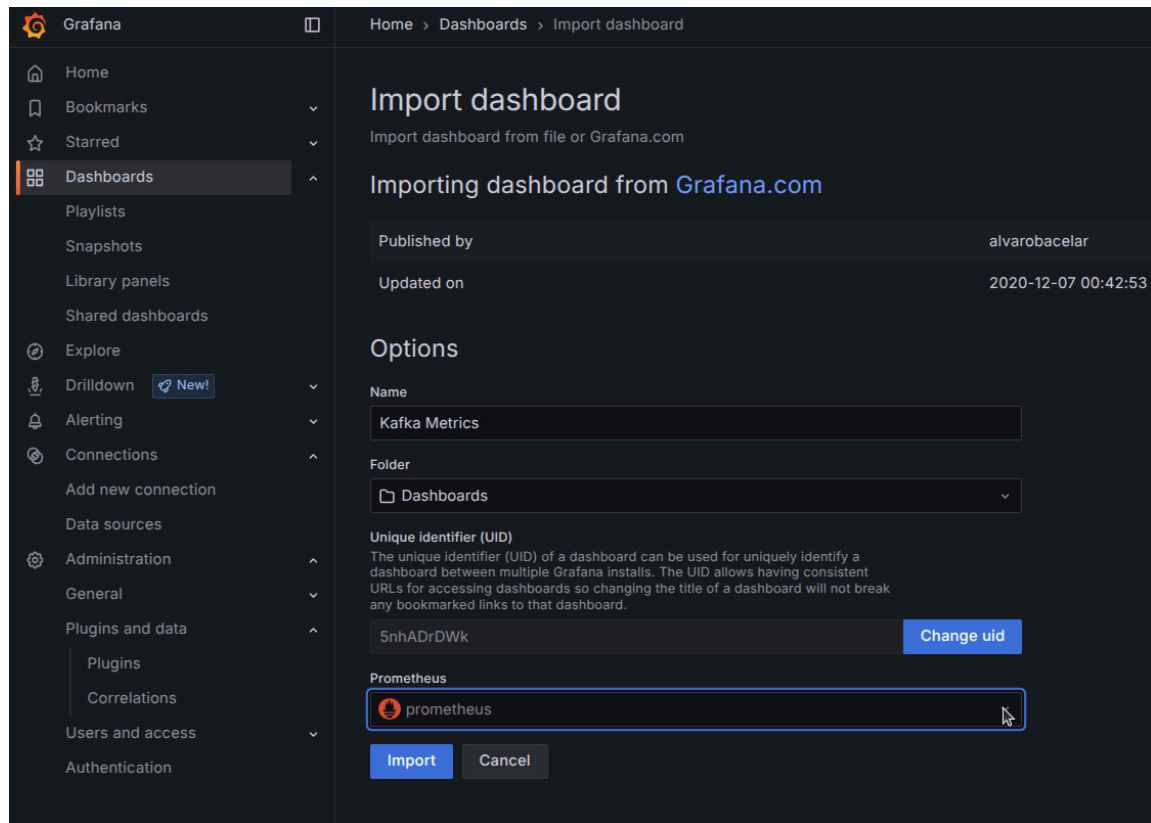 Grafana
Home › Dashboards › Import dashboard
Home
Bookmarks
Starred
Dashboards
Playlists
Snapshots
Library panels
Shared dashboards
Explore
Drilldown New!
Alerting
Connections
Add new connection
Data sources
Administration
General
Plugins and data
Plugins
Correlations
Users and access
Authentication
Import dashboard
Import dashboard from file or Grafana.com
Importing dashboard from Grafana.com
Published by alvarobacelar
Updated on 2020-12-07 00:42:53
Options
Name
Kafka Metrics
Folder
Dashboards
Unique identifier (UID)
The unique identifier (UID) of a dashboard can be used for uniquely identify a
dashboard between multiple Grafana installs. The UID allows having consistent
URLs for accessing dashboards so changing the title of a dashboard will not break
any bookmarked links to that dashboard.
5nhADrDWk Change uid
Prometheus
prometheus
Import Cancel